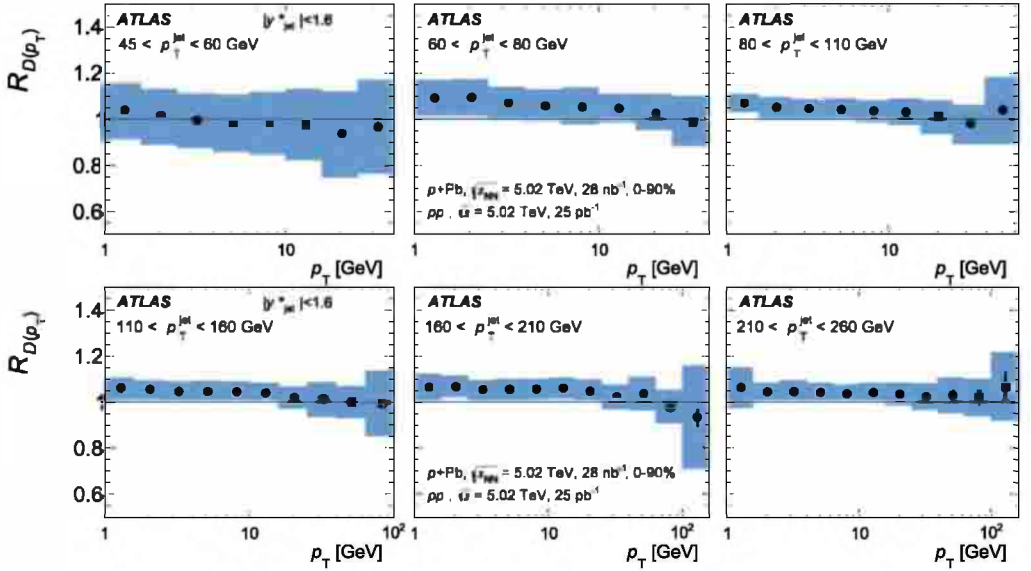 ATLAS |y*jet|<1.6
45 < pTjet < 60 GeV
ATLAS
60 < pTjet < 80 GeV
ATLAS
80 < pTjet < 110 GeV
RD(pT)
1.4
1.2
1
0.8
0.6
p+Pb, √sNN = 5.02 TeV, 28 nb-1, 0-90%
pp, √s = 5.02 TeV, 25 pb-1
1 10
1 10
1 10
pT [GeV]
pT [GeV]
pT [GeV]
ATLAS |y*jet|<1.6
110 < pTjet < 160 GeV
ATLAS
160 < pTjet < 210 GeV
ATLAS
210 < pTjet < 260 GeV
RD(pT)
1.4
1.2
1
0.8
0.6
p+Pb, √sNN = 5.02 TeV, 28 nb-1, 0-90%
pp, √s = 5.02 TeV, 25 pb-1
1 10 10²
1 10 10²
1 10 10²
pT [GeV]
pT [GeV]
pT [GeV]